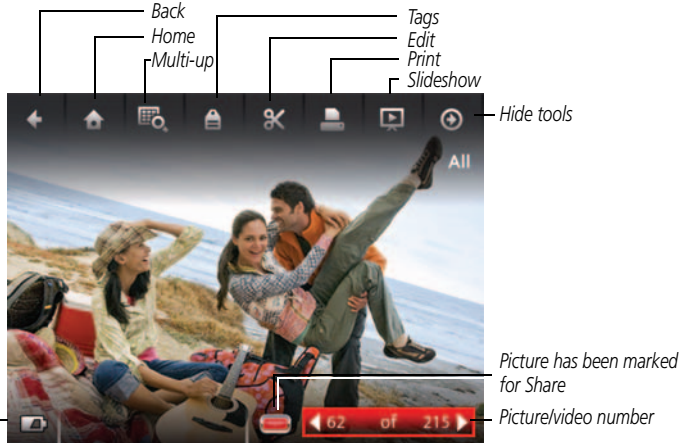 Back
Home
Multi-up
Tags
Edit
Print
Slideshow
Hide tools
All
Picture has been marked
for Share
62 of 215
Picture/video number